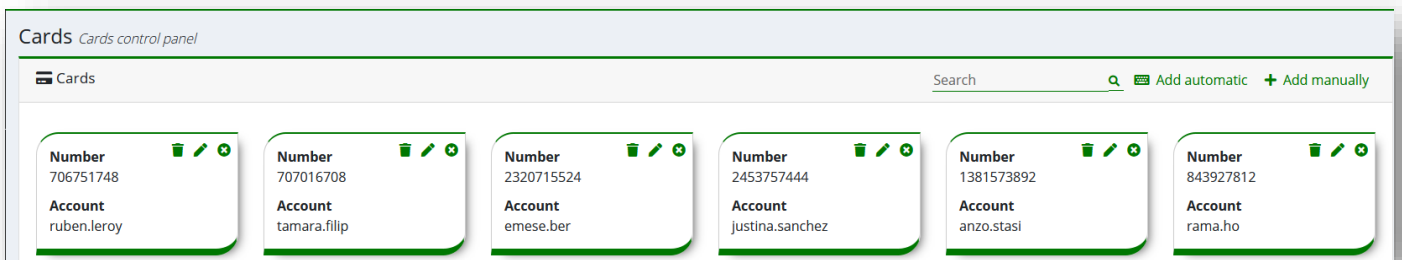 Cards Cards control panel
Cards
Search
Add automatic
Add manually
Number
706751748
Account
ruben.leroy
Number
707016708
Account
tamara.filip
Number
2320715524
Account
emese.ber
Number
2453757444
Account
justina.sanchez
Number
1381573892
Account
anzo.stasi
Number
843927812
Account
rama.ho